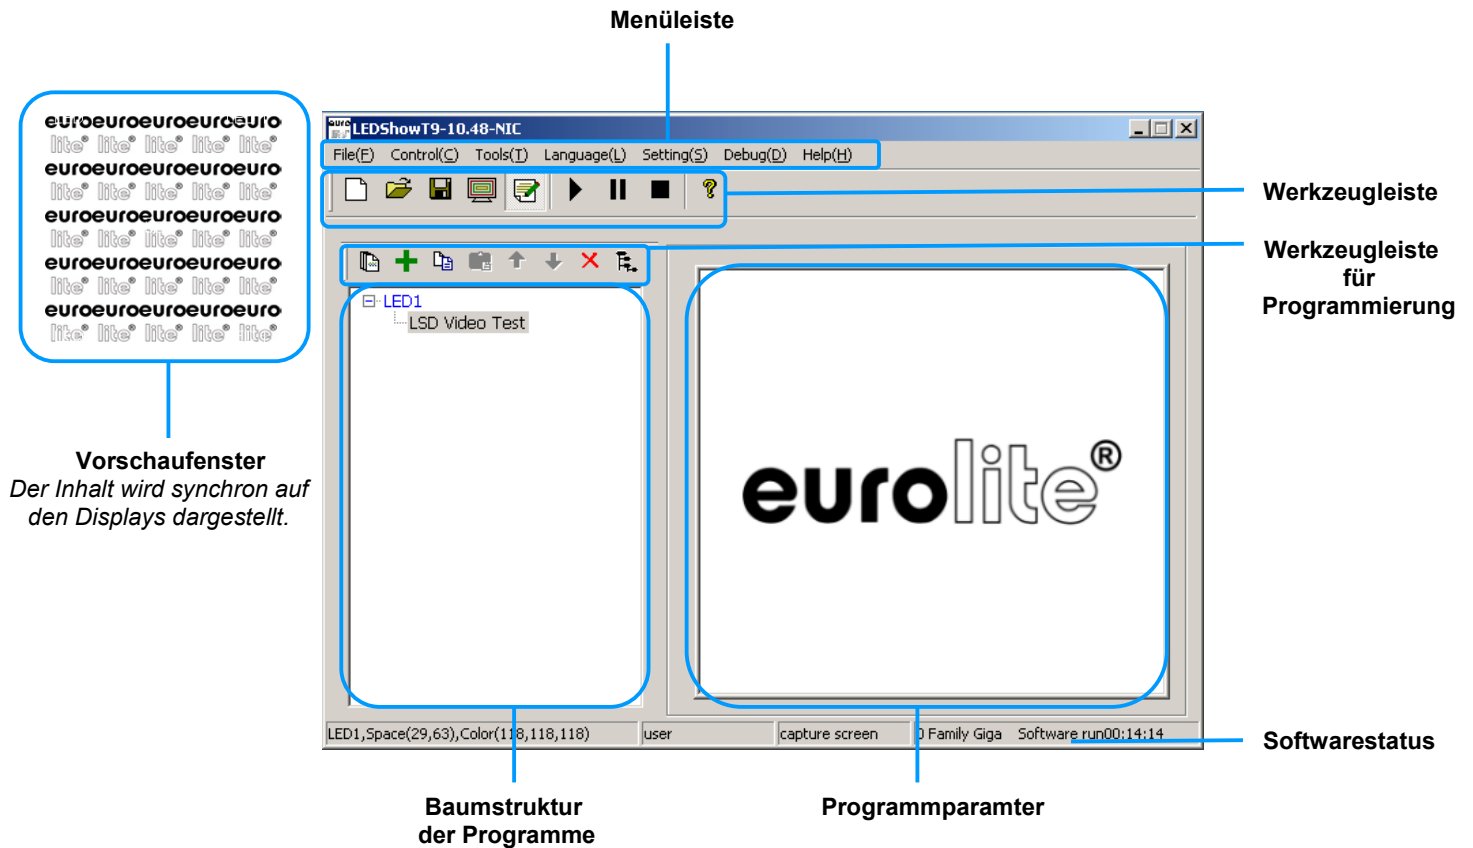 Menüleiste
euroeuroeuroeuroeuro
lite® lite® lite® lite® lite®
euroeuroeuroeuroeuro
lite® lite® lite® lite® lite®
euroeuroeuroeuroeuro
lite® lite® lite® lite® lite®
euroeuroeuroeuroeuro
lite® lite® lite® lite® lite®
euroeuroeuroeuroeuro
lite® lite® lite® lite® lite®
Vorschaufenster
Der Inhalt wird synchron auf
den Displays dargestellt.
euro
LEDShowT9-10.48-NIC
File(F) Control(C) Tools(T) Language(L) Setting(S) Debug(D) Help(H)
Werkzeugleiste
Werkzeugleiste
für
Programmierung
LED1
LSD Video Test
eurolite®
LED1,Space(29,63),Color(118,118,118) user capture screen Family Giga Software run00:14:14
Softwarestatus
Baumstruktur
der Programme
Programmparamter